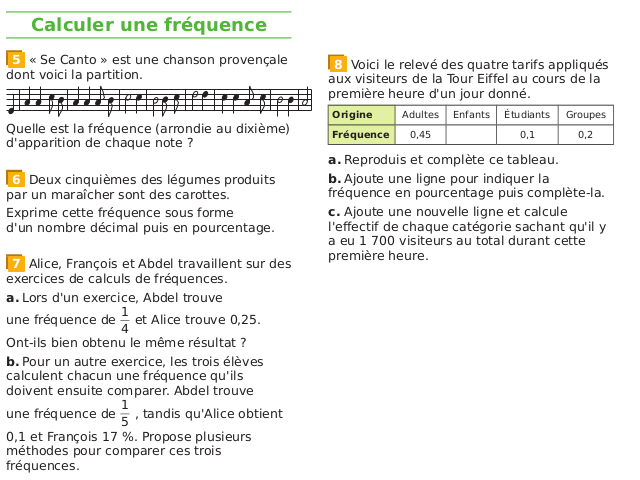 Calculer une fréquence
5 « Se Canto » est une chanson provençale
dont voici la partition.
Quelle est la fréquence (arrondie au dixième)
d'apparition de chaque note ?
6 Deux cinquièmes des légumes produits
par un maraîcher sont des carottes.
Exprime cette fréquence sous forme
d'un nombre décimal puis en pourcentage.
7 Alice, François et Abdel travaillent sur des
exercices de calculs de fréquences.
a. Lors d'un exercice, Abdel trouve
une fréquence de 1/4 et Alice trouve 0,25.
Ont-ils bien obtenu le même résultat ?
b. Pour un autre exercice, les trois élèves
calculent chacun une fréquence qu'ils
doivent ensuite comparer. Abdel trouve
une fréquence de 1/5 , tandis qu'Alice obtient
0,1 et François 17 %. Propose plusieurs
méthodes pour comparer ces trois
fréquences.
8 Voici le relevé des quatre tarifs appliqués
aux visiteurs de la Tour Eiffel au cours de la
première heure d'un jour donné.
Origine Adultes Enfants Étudiants Groupes
Fréquence 0,45 0,1 0,2
a. Reproduis et complète ce tableau.
b. Ajoute une ligne pour indiquer la
fréquence en pourcentage puis complète-la.
c. Ajoute une nouvelle ligne et calcule
l'effectif de chaque catégorie sachant qu'il y
a eu 1 700 visiteurs au total durant cette
première heure.